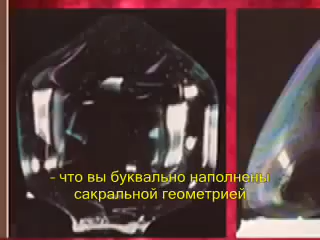 - что вы буквально наполнены
сакральной геометрией